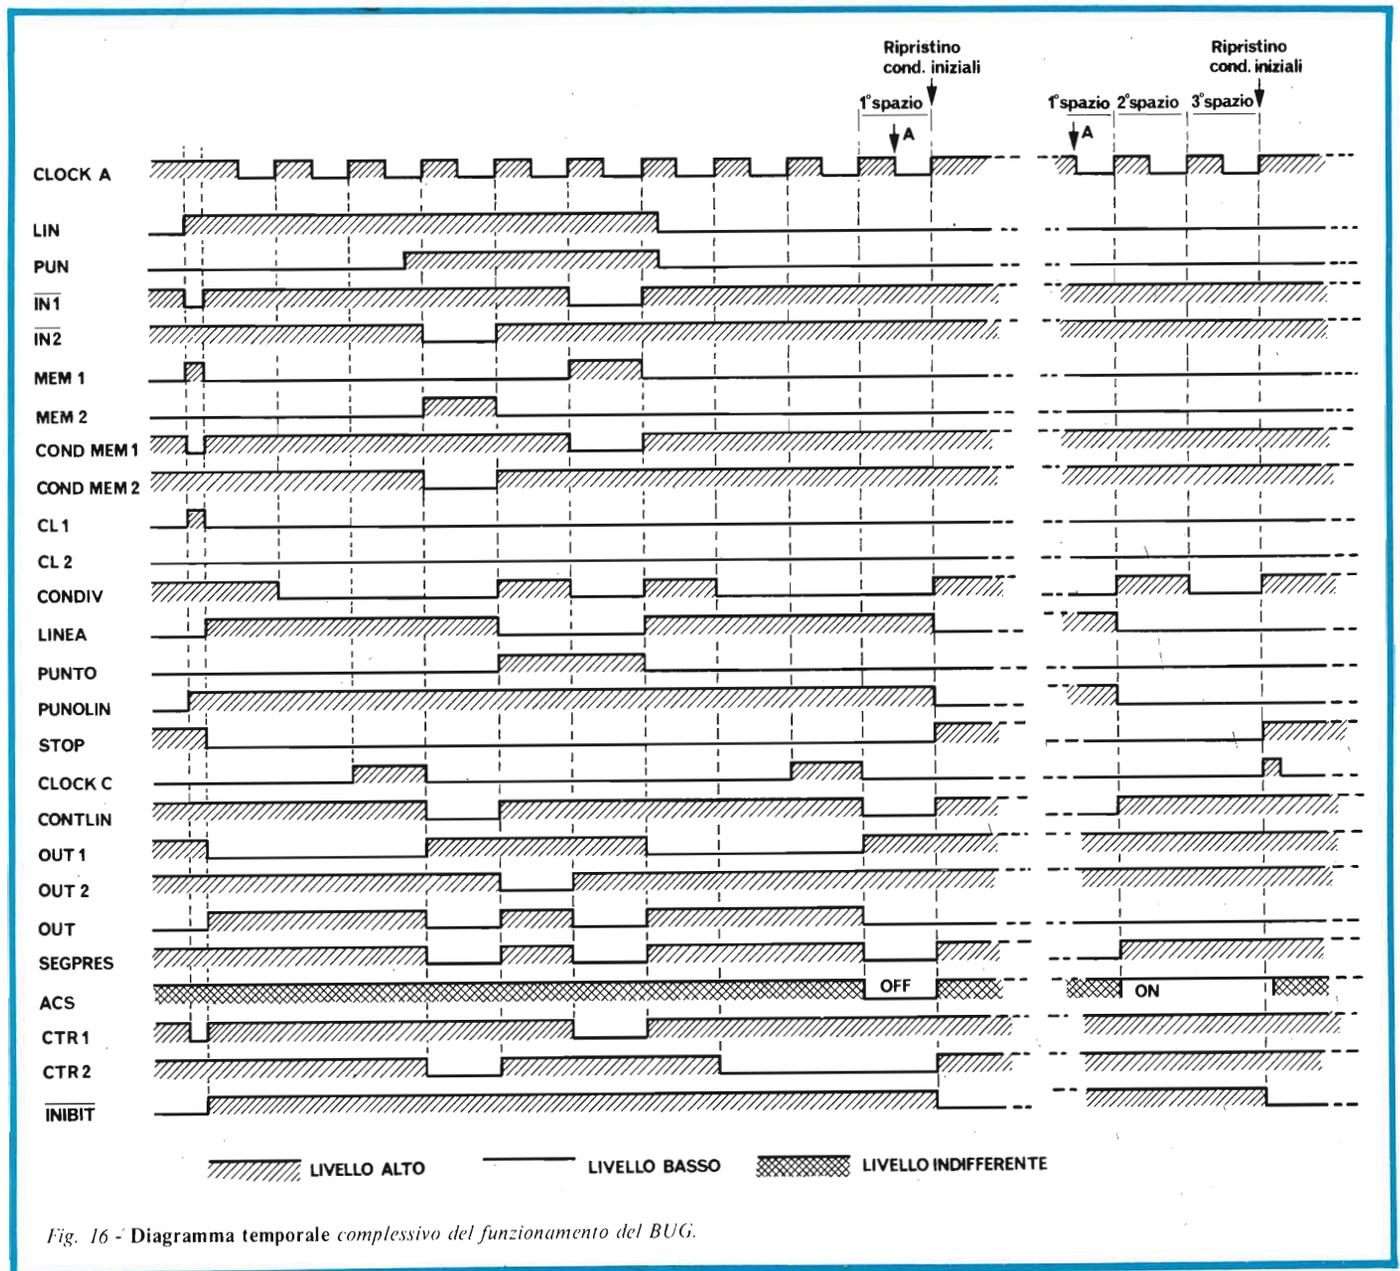 Ripristino
cond. iniziali
1° spazio
A
Ripristino
cond. iniziali
1° spazio
2° spazio
3° spazio
A
CLOCK A
LIN
PUN
IN1
IN2
MEM 1
MEM 2
COND MEM 1
COND MEM 2
CL 1
CL 2
CONDIV
LINEA
PUNTO
PUNOLIN
STOP
CLOCK C
CONTLIN
OUT 1
OUT 2
OUT
SEGPRES
ACS
OFF
ON
CTR 1
CTR 2
INIBIT
LIVELLO ALTO
LIVELLO BASSO
LIVELLO INDIFFERENTE
Fig. 16 - Diagramma temporale complessivo del funzionamento del BUG.